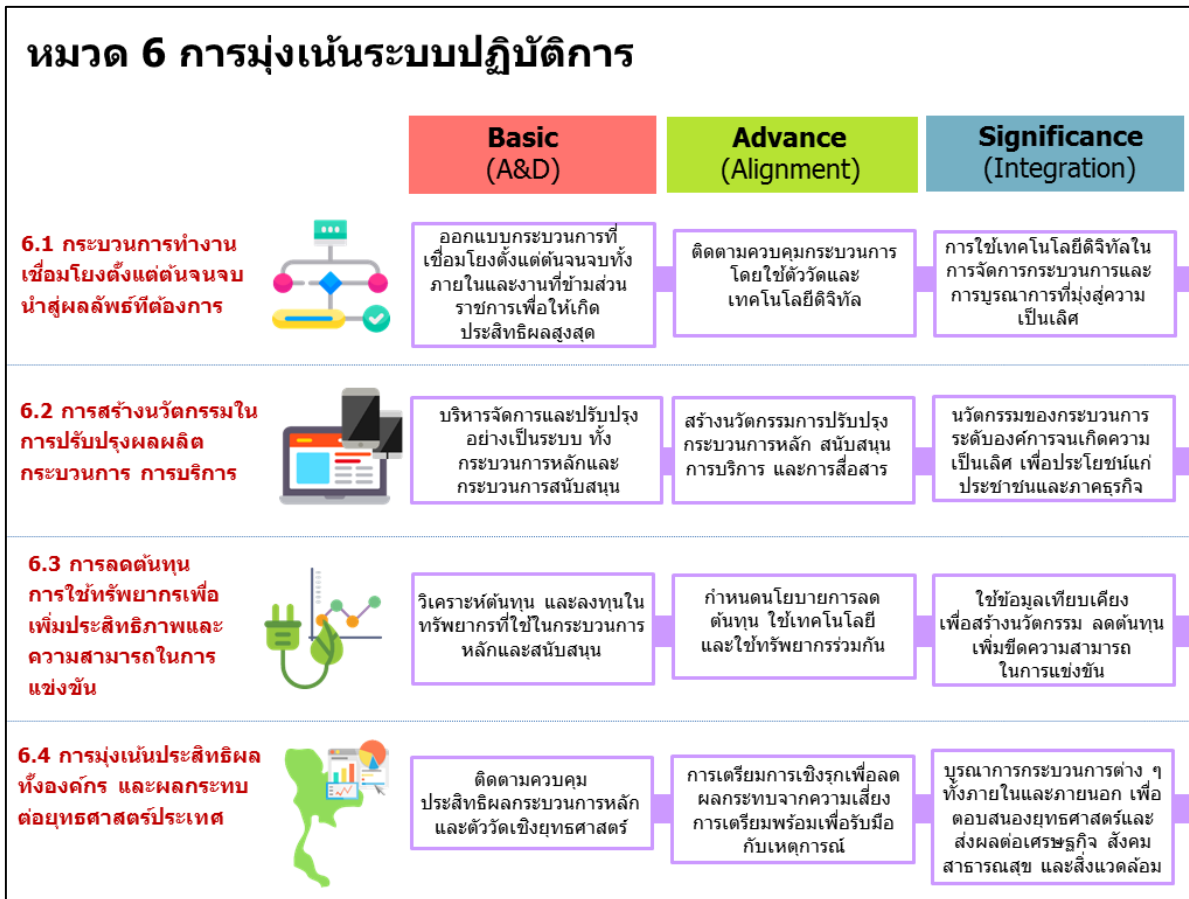 หมวด 6 การมุ่งเน้นระบบปฏิบัติการ
Basic
(A&D)
Advance
(Alignment)
Significance
(Integration)
6.1 กระบวนการทำงาน
เชื่อมโยงตั้งแต่ต้นจนจบ
นำสู่ผลลัพธ์ที่ต้องการ
ออกแบบกระบวนการที่
เชื่อมโยงตั้งแต่ต้นจนจบทั้ง
ภายในและงานที่ข้ามส่วน
ราชการเพื่อให้เกิด
ประสิทธิผลสูงสุด
ติดตามควบคุมกระบวนการ
โดยใช้ตัววัดและ
เทคโนโลยีดิจิทัล
การใช้เทคโนโลยีดิจิทัลใน
การจัดการกระบวนการและ
การบูรณาการที่มุ่งสู่ความ
เป็นเลิศ
6.2 การสร้างนวัตกรรมใน
การปรับปรุงผลผลิต
กระบวนการ การบริการ
บริหารจัดการและปรับปรุง
อย่างเป็นระบบ ทั้ง
กระบวนการหลักและ
กระบวนการสนับสนุน
สร้างนวัตกรรมการปรับปรุง
กระบวนการหลัก สนับสนุน
การบริการ และการสื่อสาร
นวัตกรรมของกระบวนการ
ระดับองค์การจนเกิดความ
เป็นเลิศ เพื่อประโยชน์แก่
ประชาชนและภาคธุรกิจ
6.3 การลดต้นทุน
การใช้ทรัพยากรเพื่อ
เพิ่มประสิทธิภาพและ
ความสามารถในการ
แข่งขัน
วิเคราะห์ต้นทุน และลงทุนใน
ทรัพยากรที่ใช้ในกระบวนการ
หลักและสนับสนุน
กำหนดนโยบายการลด
ต้นทุน ใช้เทคโนโลยี
และใช้ทรัพยากรร่วมกัน
ใช้ข้อมูลเทียบเคียง
เพื่อสร้างนวัตกรรม ลดต้นทุน
เพิ่มขีดความสามารถ
ในการแข่งขัน
6.4 การมุ่งเน้นประสิทธิผล
ทั้งองค์กร และผลกระทบ
ต่อยุทธศาสตร์ประเทศ
ติดตามควบคุม
ประสิทธิผลกระบวนการหลัก
และตัววัดเชิงยุทธศาสตร์
การเตรียมการเชิงรุกเพื่อลด
ผลกระทบจากความเสี่ยง
การเตรียมพร้อมเพื่อรับมือ
กับเหตุการณ์
บูรณาการกระบวนการต่าง ๆ
ทั้งภายในและภายนอก เพื่อ
ตอบสนองยุทธศาสตร์และ
ส่งผลต่อเศรษฐกิจ สังคม
สาธารณสุข และสิ่งแวดล้อม